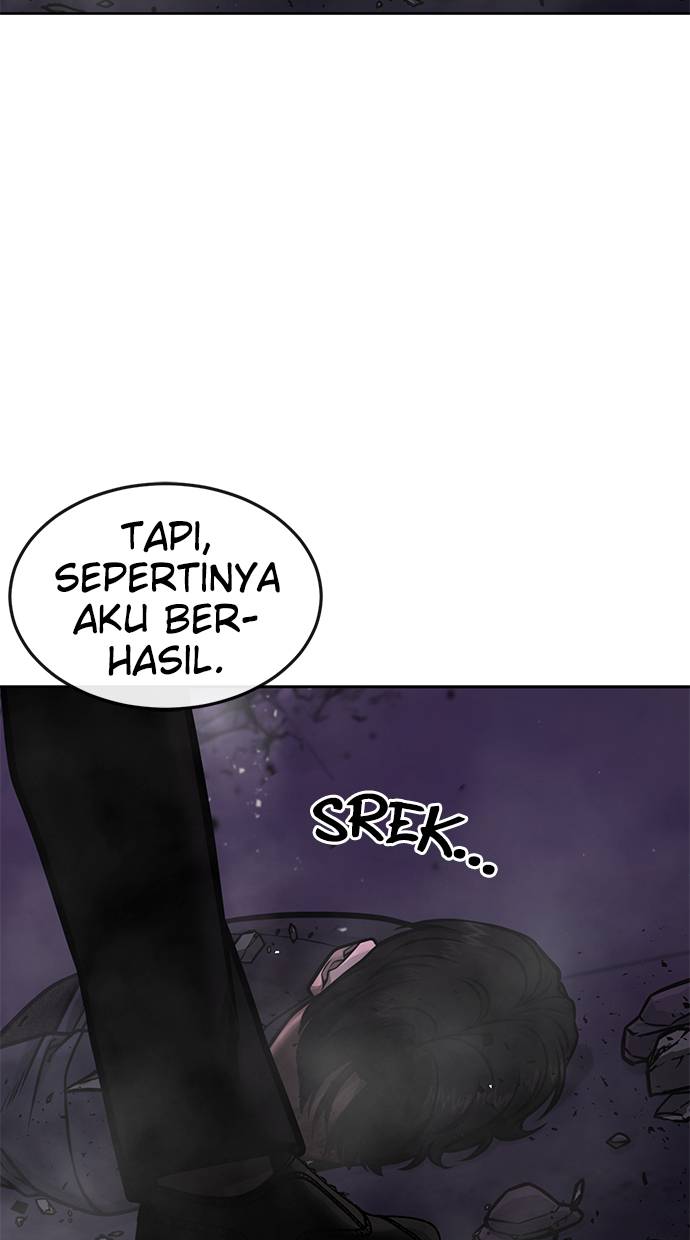 TAPI,
SEPERTINYA
AKU BER-
HASIL.
SREK...